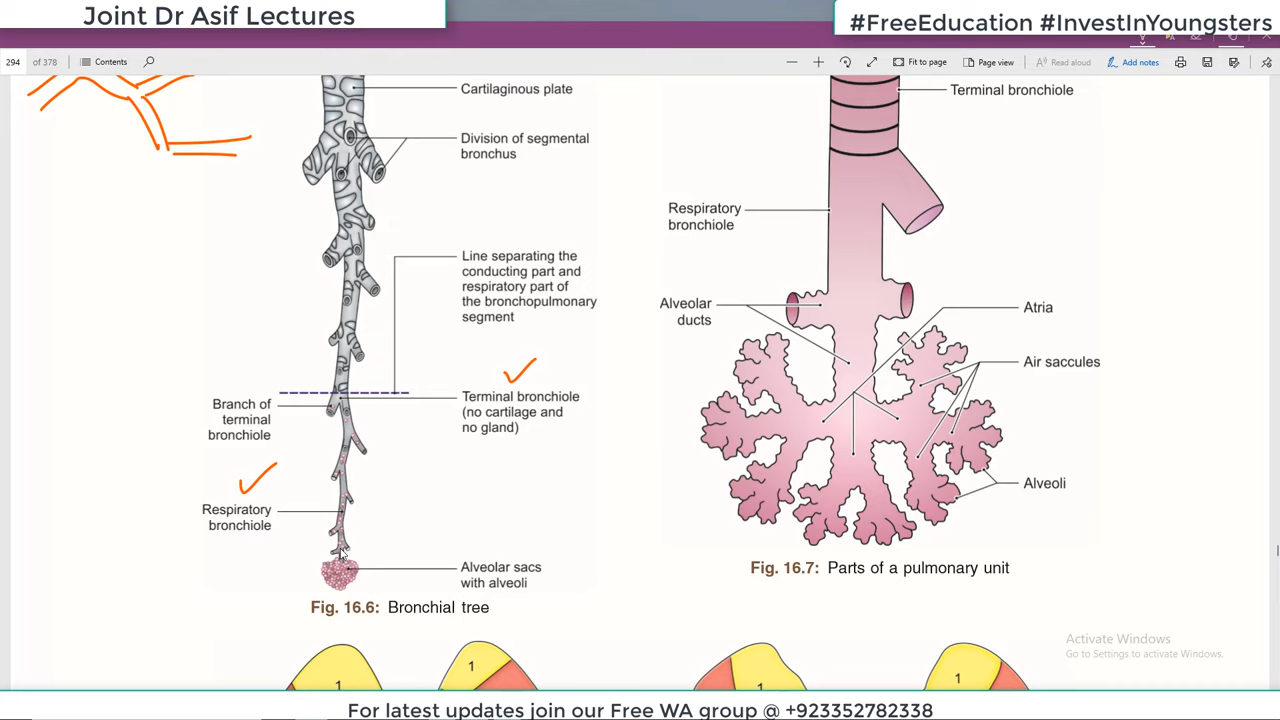 Joint Dr Asif Lectures
#FreeEducation #InvestInYoungsters
294 of 378 Contents Fit to page Page view Read aloud Add notes
Cartilaginous plate
Division of segmental
bronchus
Line separating the
conducting part and
respiratory part of
the bronchopulmonary
segment
Terminal bronchiole
(no cartilage and
no gland)
Branch of
terminal
bronchiole
Respiratory
bronchiole
Alveolar sacs
with alveoli
Fig. 16.6: Bronchial tree
Terminal bronchiole
Respiratory
bronchiole
Alveolar
ducts
Atria
Air saccules
Alveoli
Fig. 16.7: Parts of a pulmonary unit
1
1
1
1
Activate Windows
Go to Settings to activate Windows.
For latest updates join our Free WA group @ +923352782338